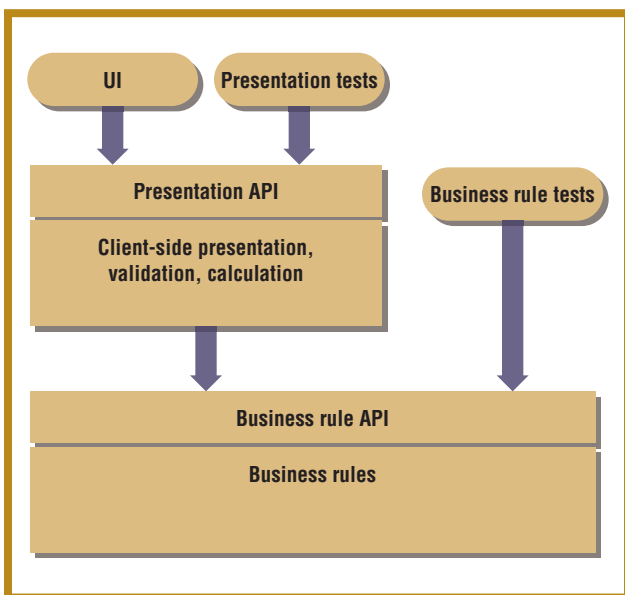 UI
Presentation tests
Presentation API
Business rule tests
Client-side presentation,
validation, calculation
Business rule API
Business rules